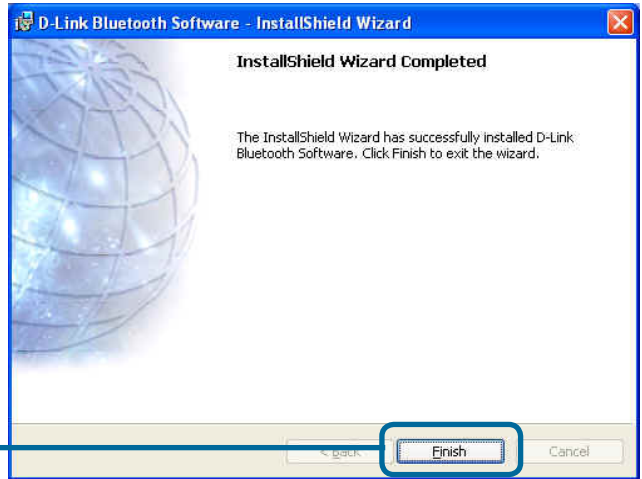 D-Link Bluetooth Software - InstallShield Wizard
InstallShield Wizard Completed
The InstallShield Wizard has successfully installed D-Link
Bluetooth Software. Click Finish to exit the wizard.
< Back Finish Cancel